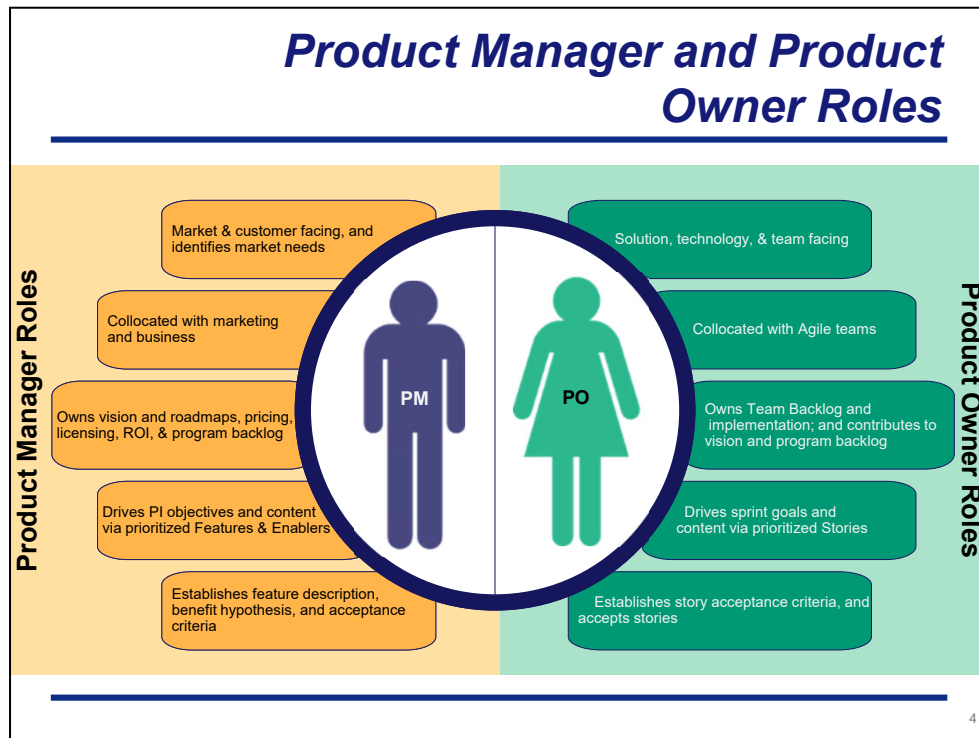 Product Manager and Product
Owner Roles
Product Manager Roles
Market & customer facing, and
identifies market needs
Collocated with marketing
and business
Owns vision and roadmaps, pricing,
licensing, ROI, & program backlog
Drives PI objectives and content
via prioritized Features & Enablers
Establishes feature description,
benefit hypothesis, and acceptance
criteria
PM
PO
Solution, technology, & team facing
Collocated with Agile teams
Owns Team Backlog and
implementation; and contributes to
vision and program backlog
Drives sprint goals and
content via prioritized Stories
Establishes story acceptance criteria, and
accepts stories
Product Owner Roles
4